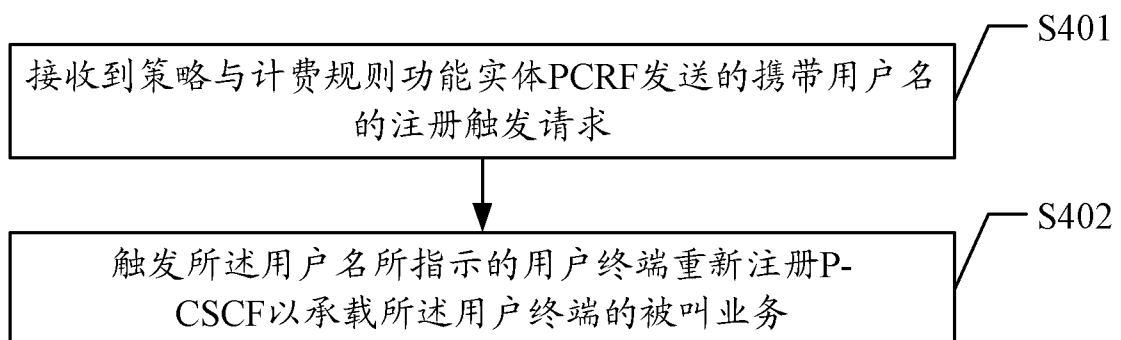 S401
接收到策略与计费规则功能实体PCRF发送的携带用户名
的注册触发请求
S402
触发所述用户名所指示的用户终端重新注册P-
CSCF以承载所述用户终端的被叫业务